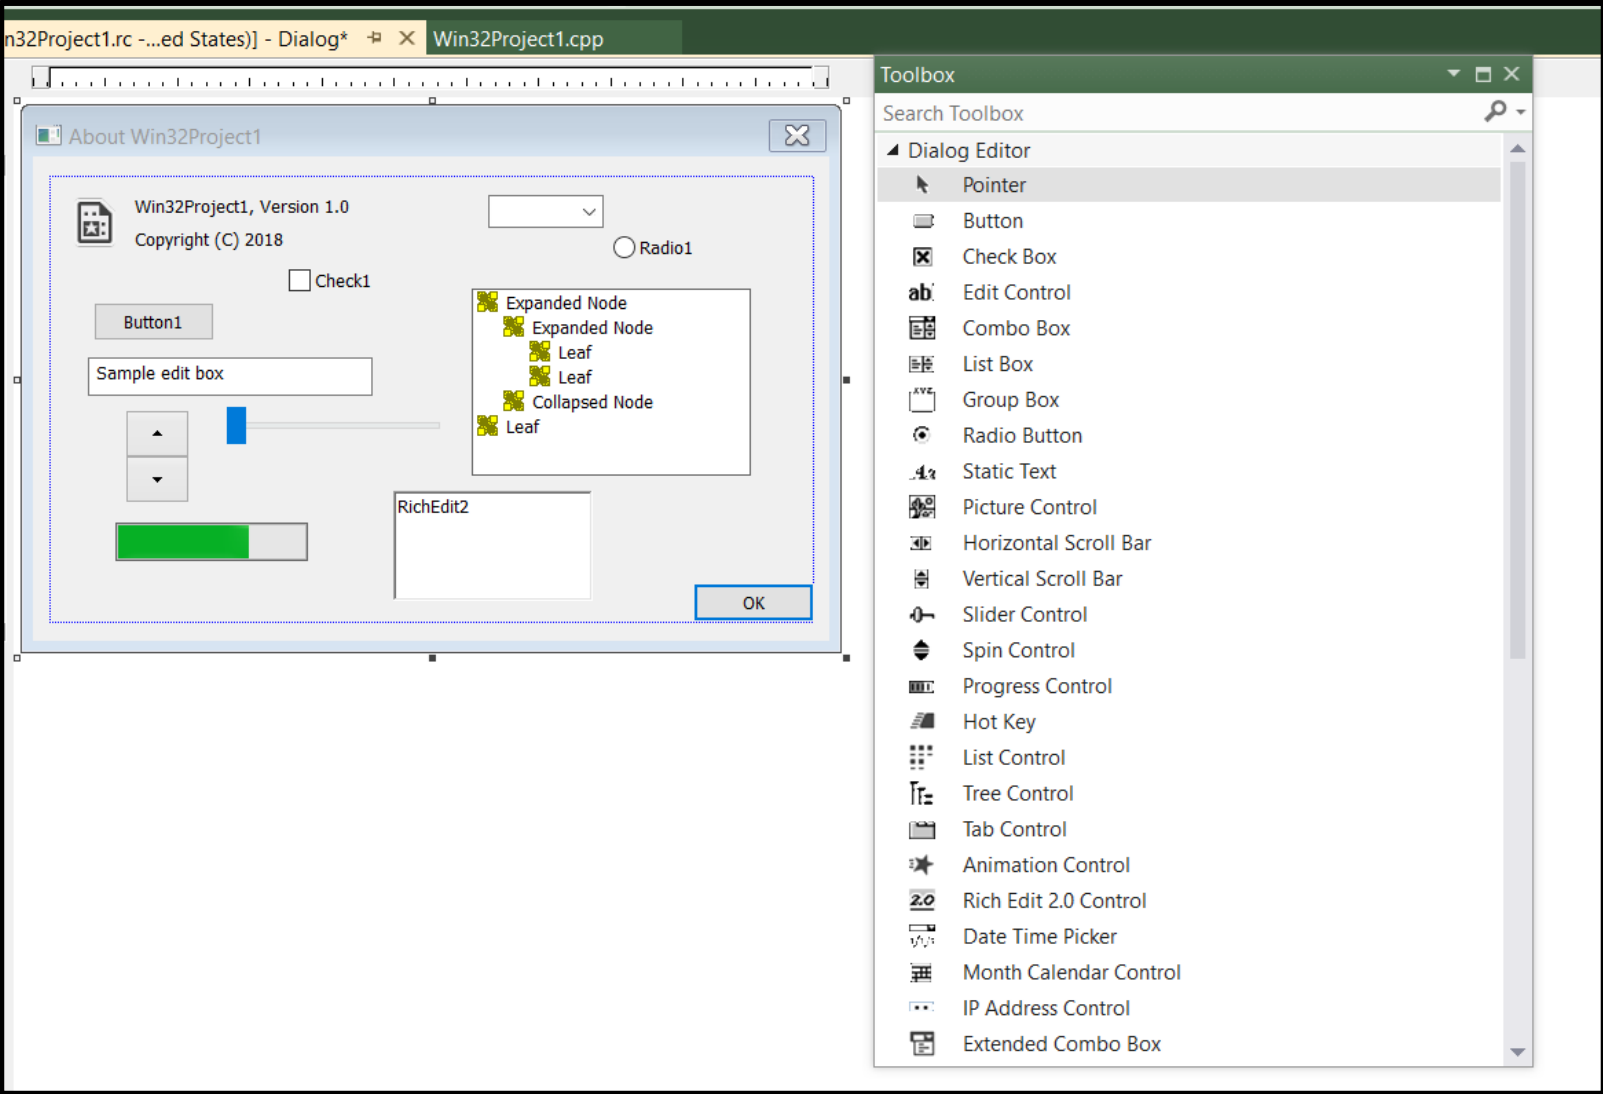 n32Project1.rc -...ed States)] - Dialog*
Win32Project1.cpp
About Win32Project1
Win32Project1, Version 1.0
Copyright (C) 2018
Radio1
Check1
Button1
Sample edit box
Expanded Node
Expanded Node
Leaf
Leaf
Collapsed Node
Leaf
RichEdit2
OK
Toolbox
Search Toolbox
Dialog Editor
Pointer
Button
Check Box
Edit Control
Combo Box
List Box
Group Box
Radio Button
Static Text
Picture Control
Horizontal Scroll Bar
Vertical Scroll Bar
Slider Control
Spin Control
Progress Control
Hot Key
List Control
Tree Control
Tab Control
Animation Control
Rich Edit 2.0 Control
Date Time Picker
Month Calendar Control
IP Address Control
Extended Combo Box